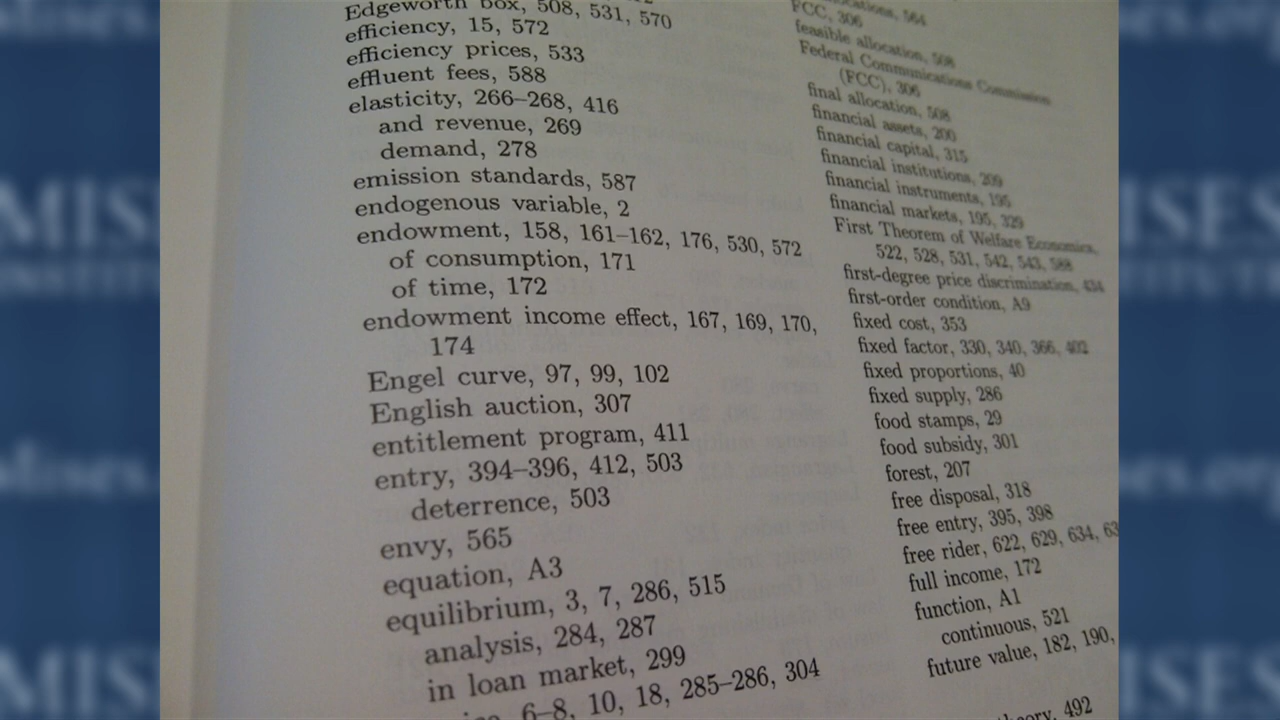 Edgeworth box, 508, 531, 570
efficiency, 15, 572
efficiency prices, 533
effluent fees, 588
elasticity, 266–268, 416
and revenue, 269
demand, 278
emission standards, 587
endogenous variable, 2
endowment, 158, 161–162, 176, 530, 572
of consumption, 171
of time, 172
endowment income effect, 167, 169, 170,
174
Engel curve, 97, 99, 102
English auction, 307
entitlement program, 411
entry, 394–396, 412, 503
deterrence, 503
envy, 565
equation, A3
equilibrium, 3, 7, 286, 515
analysis, 284, 287
in loan market, 299
6–8, 10, 18, 285–286, 304
FCC, 306
feasible allocation, 508
Federal Communications Commission
(FCC), 306
final allocation, 508
financial assets, 200
financial capital, 315
financial institutions, 209
financial instruments, 195
financial markets, 195, 329
First Theorem of Welfare Economics,
522, 528, 531, 542, 543, 588
first-degree price discrimination, 434
first-order condition, A9
fixed cost, 353
fixed factor, 330, 340, 366, 402
fixed proportions, 40
fixed supply, 286
food stamps, 29
food subsidy, 301
forest, 207
free disposal, 318
free entry, 395, 398
free rider, 622, 629, 634, 63
full income, 172
function, A1
continuous, 521
future value, 182, 190,
492